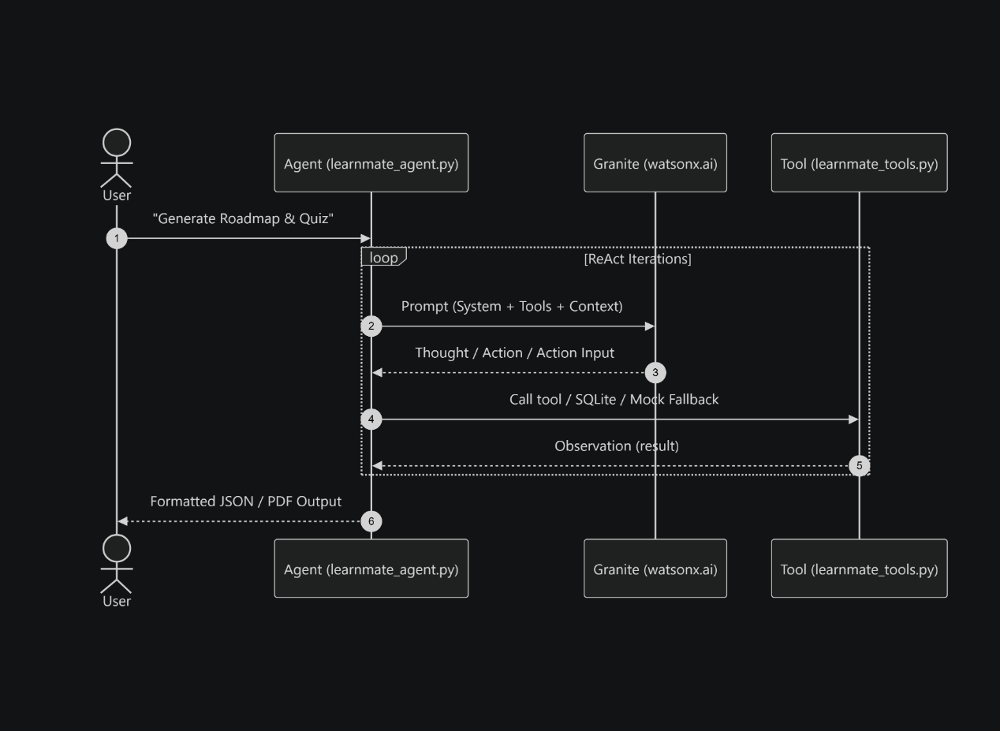 User
Agent (learnmate_agent.py)
Granite (watsonx.ai)
Tool (learnmate_tools.py)
"Generate Roadmap & Quiz"
1
loop
[ReAct Iterations]
Prompt (System + Tools + Context)
2
Thought / Action / Action Input
3
Call tool / SQLite / Mock Fallback
4
Observation (result)
5
Formatted JSON / PDF Output
6
User
Agent (learnmate_agent.py)
Granite (watsonx.ai)
Tool (learnmate_tools.py)